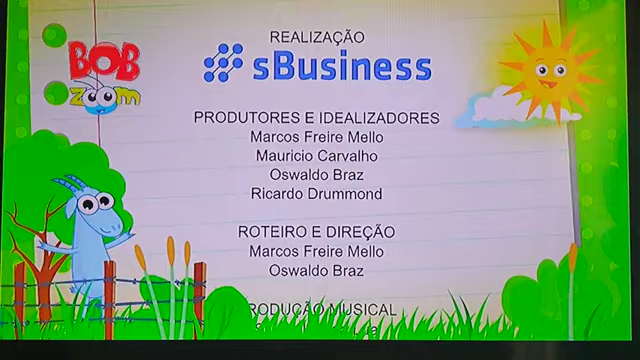 BOB
ZOOM
REALIZAÇÃO
sBusiness
PRODUTORES E IDEALIZADORES
Marcos Freire Mello
Mauricio Carvalho
Oswaldo Braz
Ricardo Drummond
ROTEIRO E DIREÇÃO
Marcos Freire Mello
Oswaldo Braz
MUSICAL